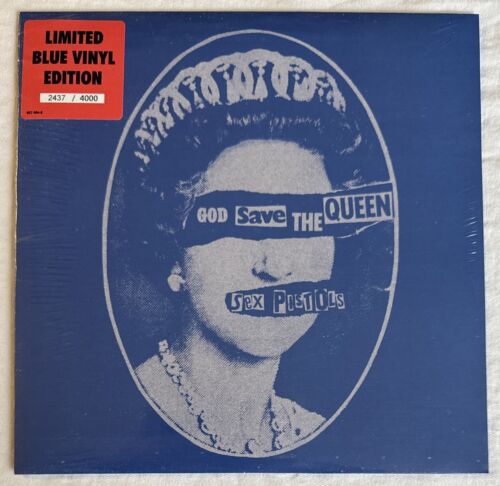 LIMITED
BLUE VINYL
EDITION
2437 / 4000
GOD Save THE QUEEN
SEX PISTOLS